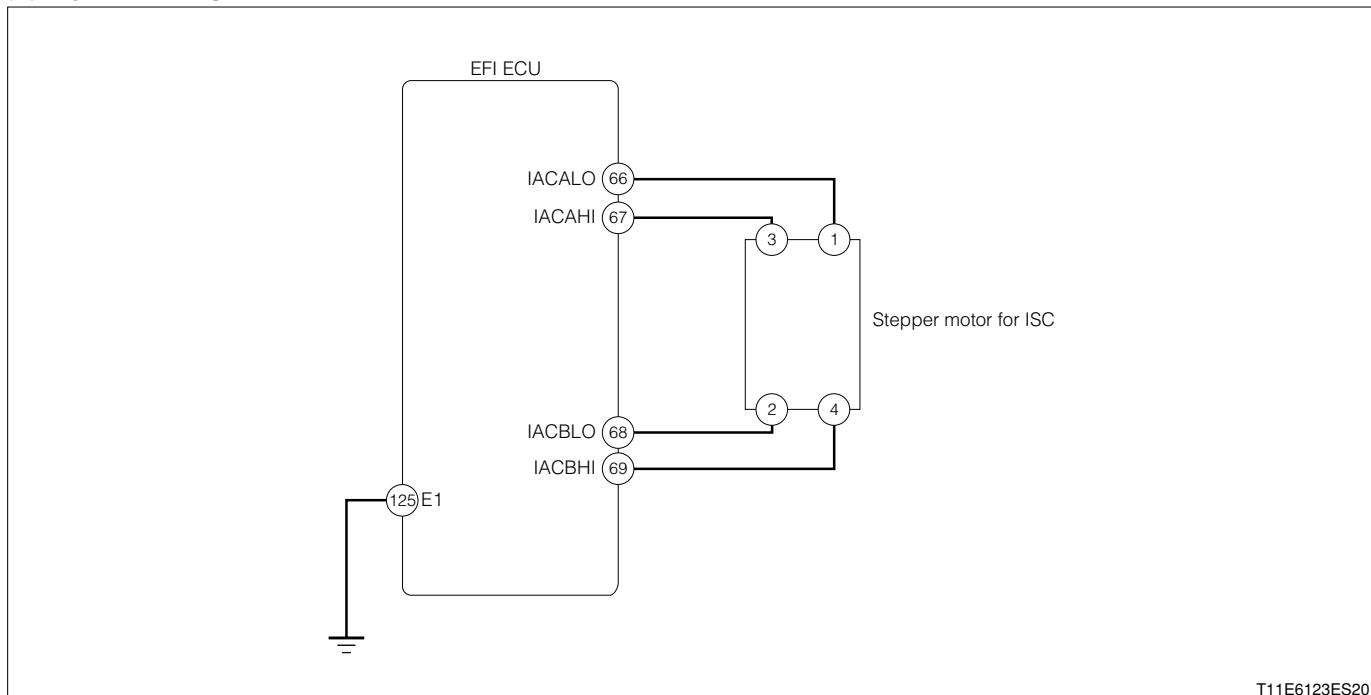 EFI ECU
IACALO 66
IACAHI 67
3 1
Stepper motor for ISC
2 4
IACBLO 68
IACBHI 69
125 E1
T11E6123ES20